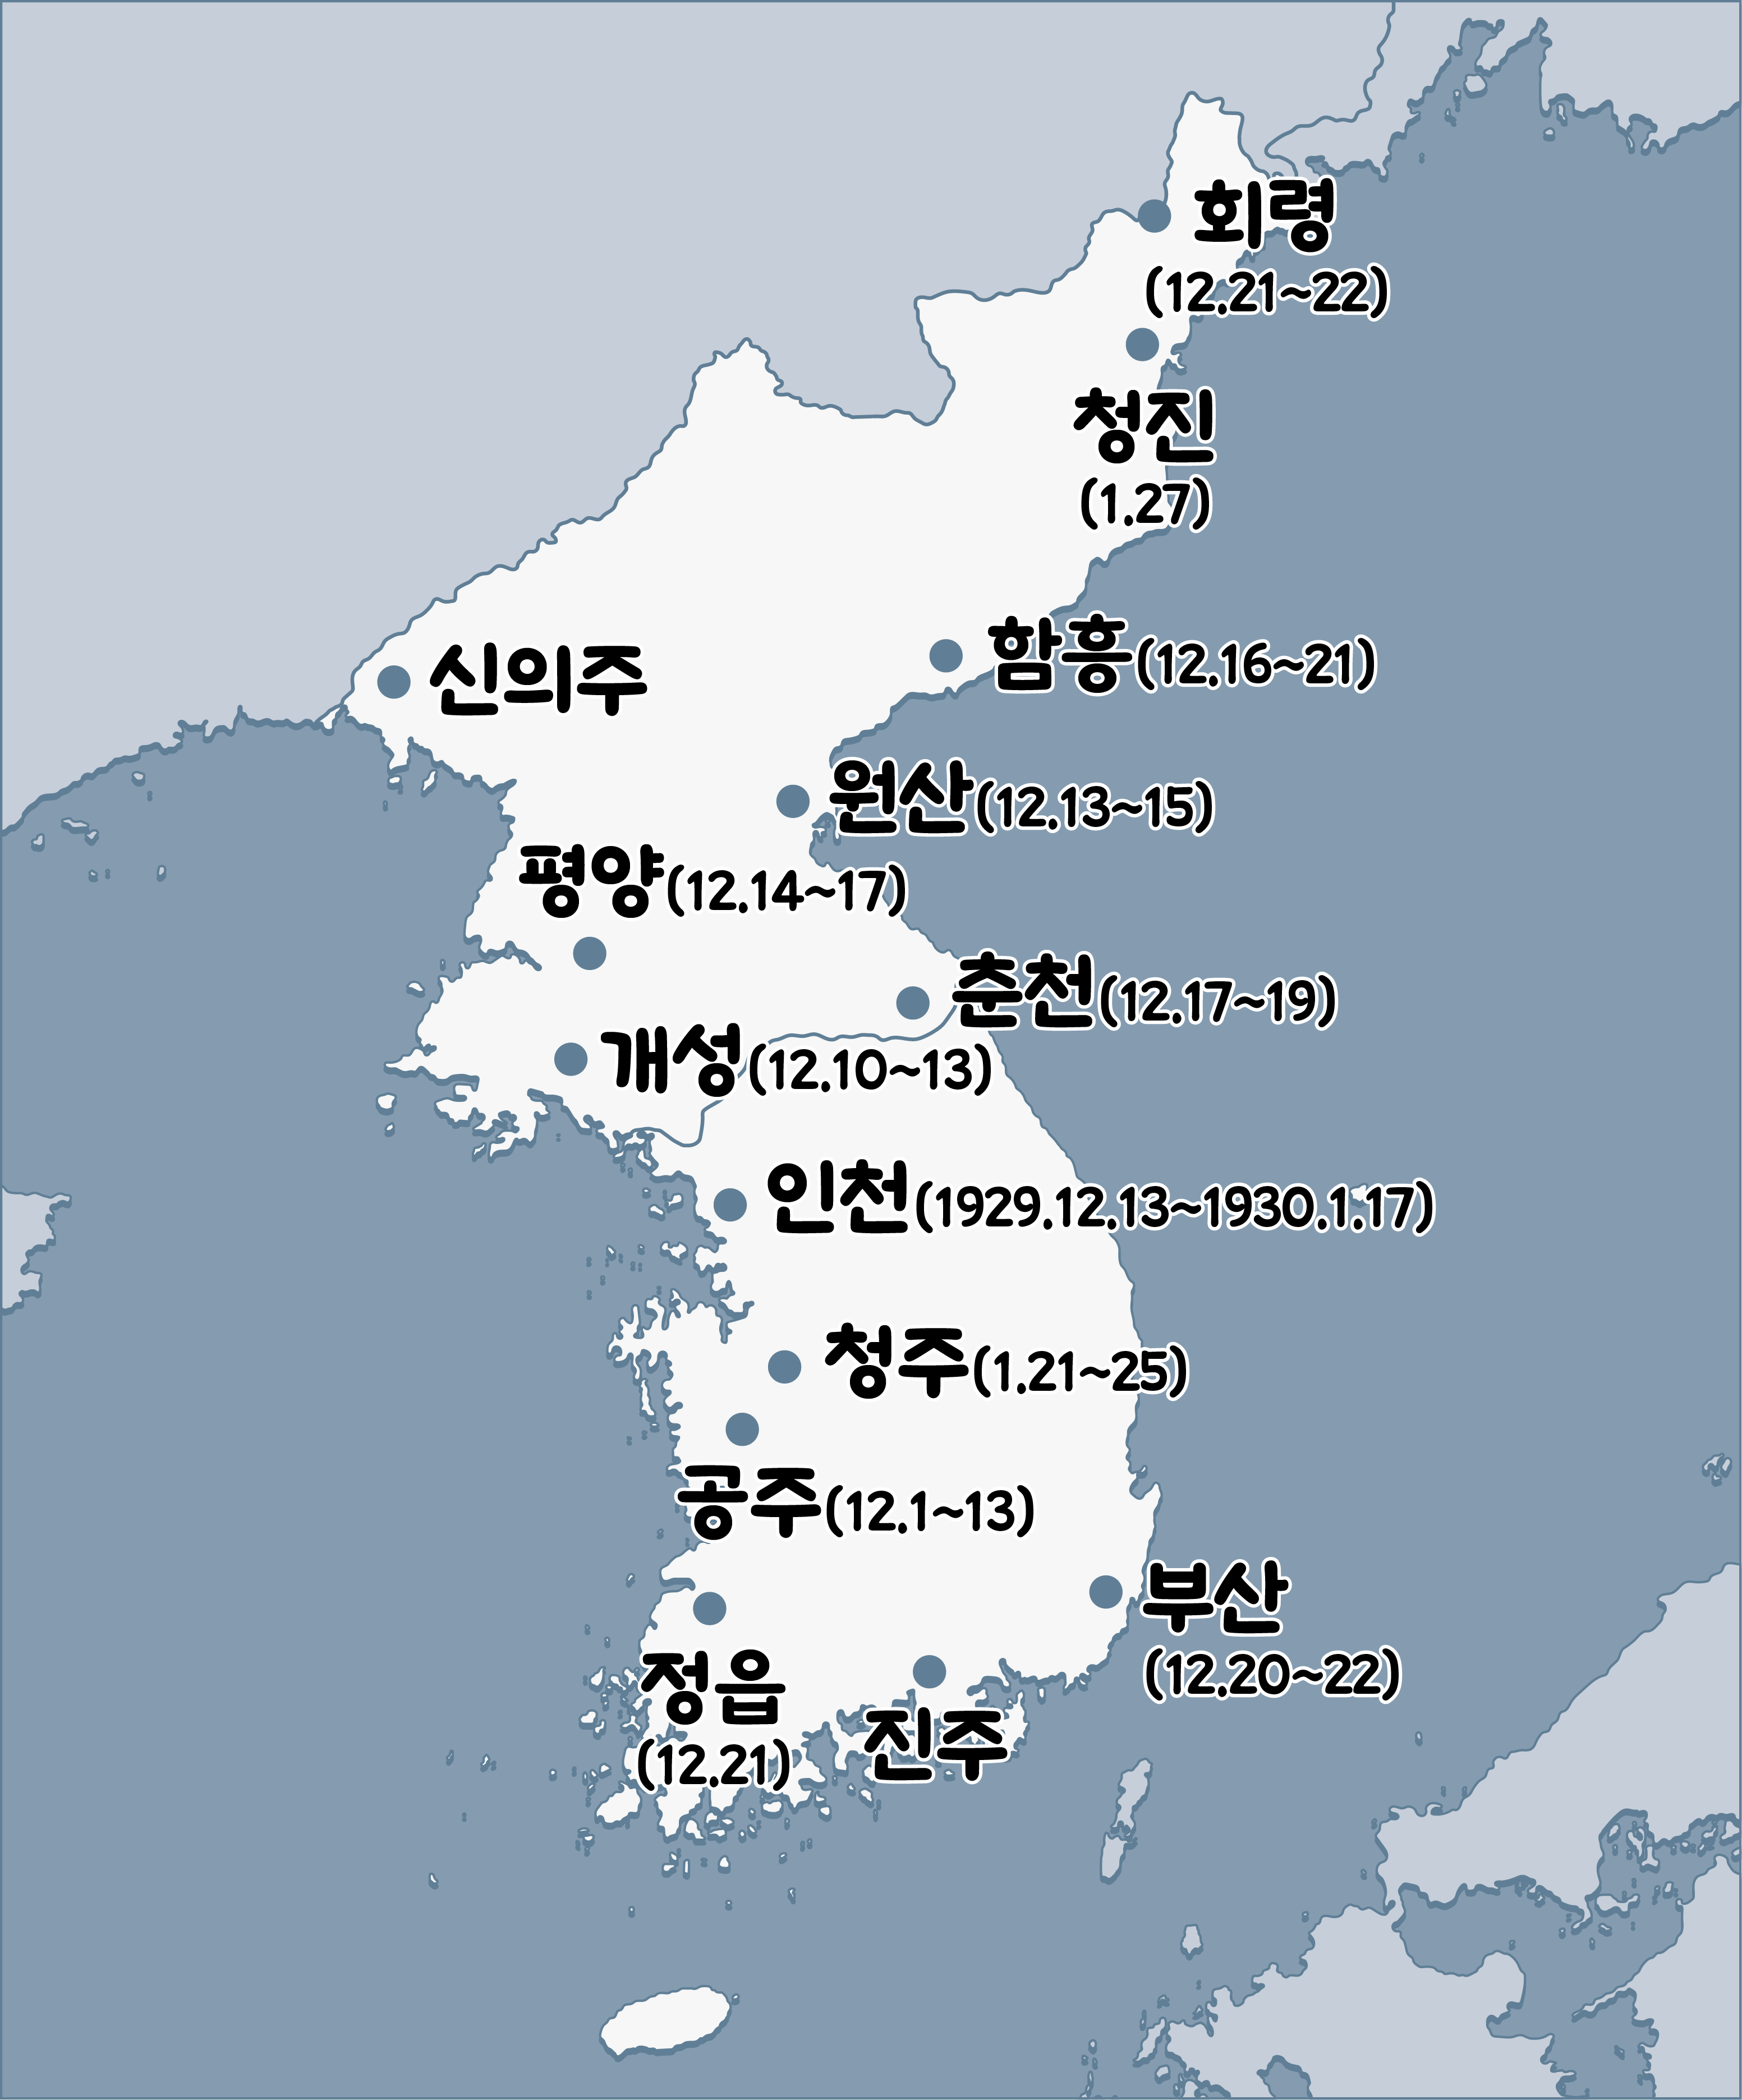 회령
(12.21~22)
청진
(1.27)
함흥(12.16~21)
신의주
원산(12.13~15)
평양(12.14~17)
춘천(12.17~19)
개성(12.10~13)
인천(1929.12.13~1930.1.17)
청주(1.21~25)
공주(12.1~13)
부산
(12.20~22)
정읍
(12.21)
진주